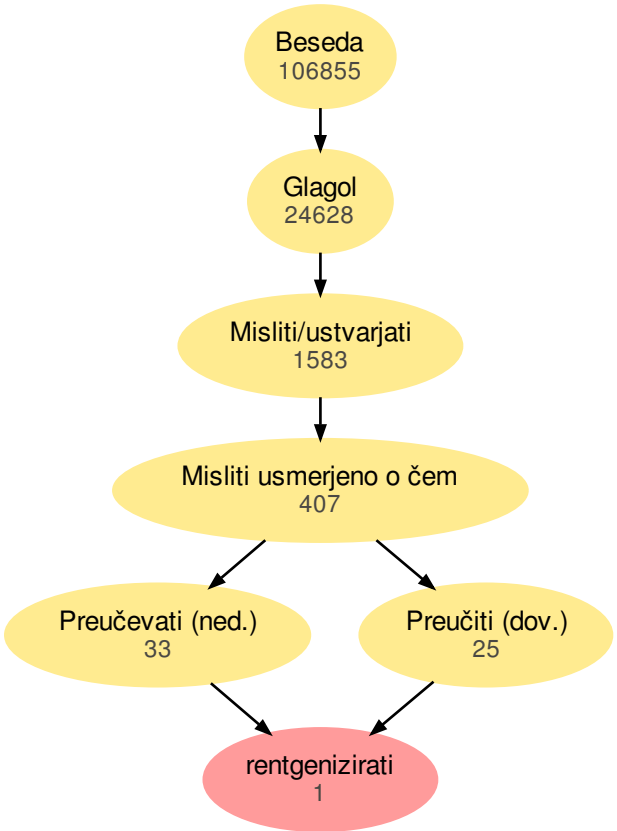 Beseda
106855
Glagol
24628
Misliti/ustvarjati
1583
Misliti usmerjeno o čem
407
Preučevati (ned.)
33
Preučiti (dov.)
25
rentgenizirati
1